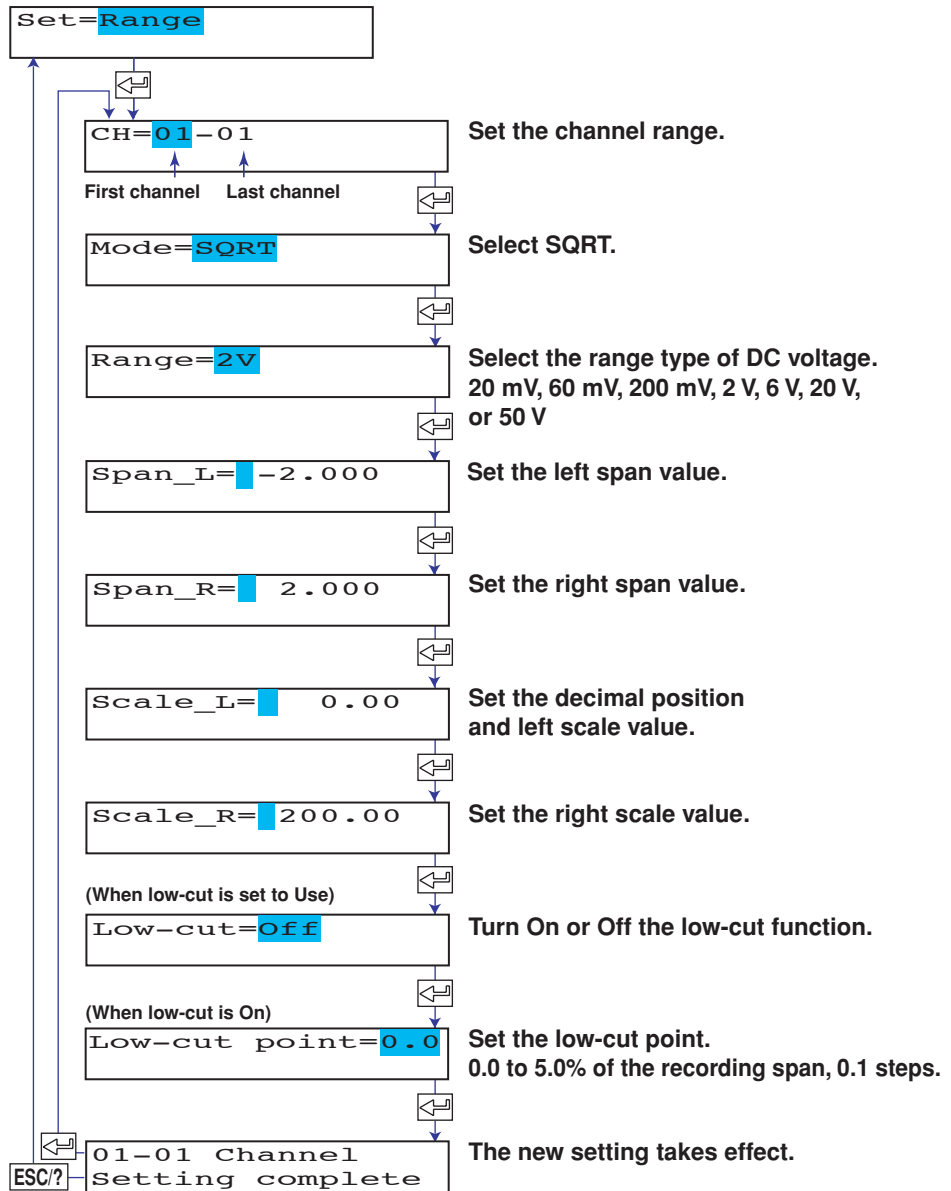 Set=Range
CH=01-01
Set the channel range.
First channel Last channel
Mode=SQRT
Select SQRT.
Range=2V
Select the range type of DC voltage.
20 mV, 60 mV, 200 mV, 2 V, 6 V, 20 V,
or 50 V
Span_L= -2.000
Set the left span value.
Span_R= 2.000
Set the right span value.
Scale_L= 0.00
Set the decimal position
and left scale value.
Scale_R= 200.00
Set the right scale value.
(When low-cut is set to Use)
Low-cut=Off
Turn On or Off the low-cut function.
(When low-cut is On)
Low-cut point=0.0
Set the low-cut point.
0.0 to 5.0% of the recording span, 0.1 steps.
01-01 Channel
Setting complete
The new setting takes effect.
ESC/?